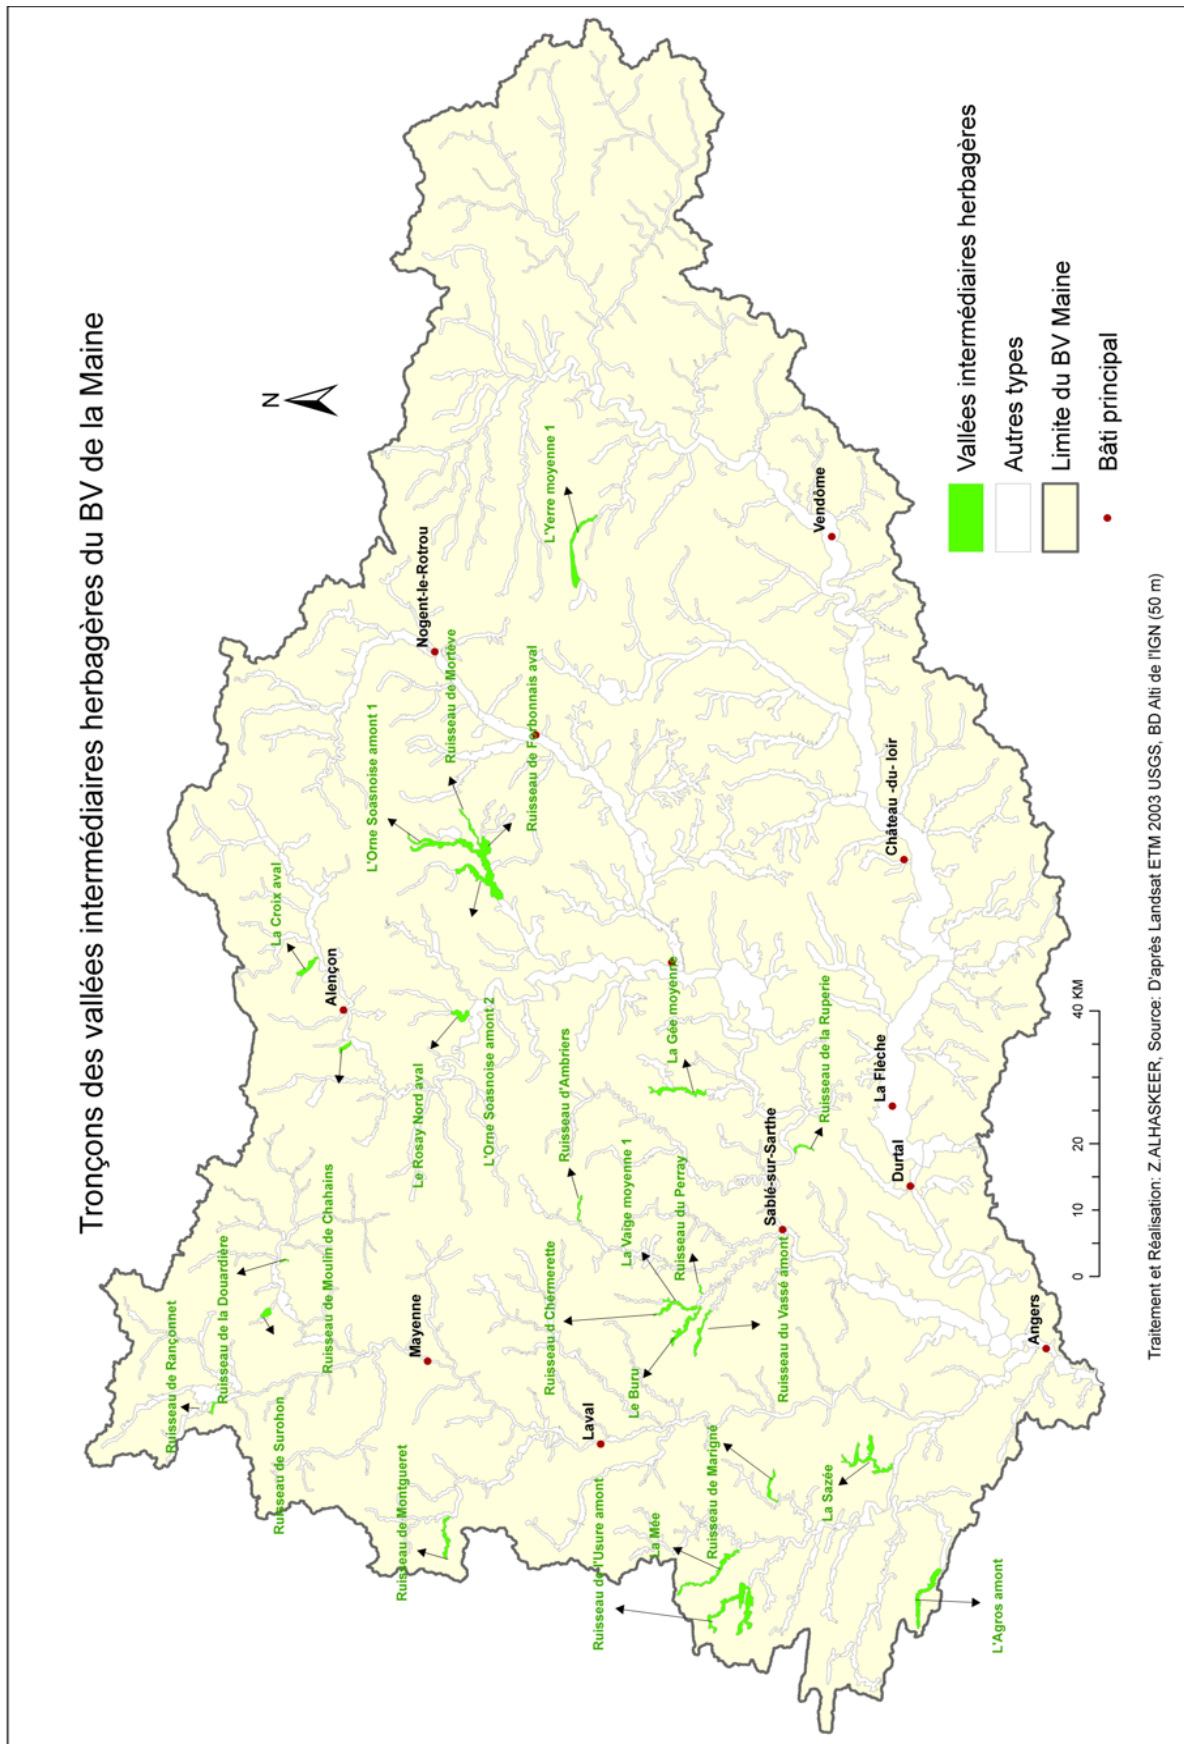 Tronçons des vallées intermédiaires herbagères du BV de la Maine
N
Ruisseau de Rançonnet
Ruisseau de la Douardière
Ruisseau de Surohon
Ruisseau de Moulin de Chahains
La Croix aval
Alençon
L'Orne Soasnoise amont 1
Nogent-le-Rotrou
Ruisseau de Mortève
Ruisseau de Forbonnais aval
L'Yerre moyenne 1
Ruisseau de Montgueret
Mayenne
Le Rosay Nord aval
L'Orne Soasnoise amont 2
Ruisseau d'Ambriers
Ruisseau d'Chermerette
Laval
La Vaige moyenne 1
Le Buru
Ruisseau du Perray
La Gée moyenne
Ruisseau de l'Usure amont
La Mée
Ruisseau de Marigné
Ruisseau du Vassé amont
Sablé-sur-Sarthe
Ruisseau de la Ruperie
La Sazée
Vendôme
Château -du- loir
La Flèche
Durtal
L'Agros amont
Angers
0 10 20 40 KM
Vallées intermédiaires herbagères
Autres types
Limite du BV Maine
Bâti principal
Traitement et Réalisation: Z.ALHASKEER, Source: D'après Landsat ETM 2003 USGS, BD Alti de l'IGN (50 m)